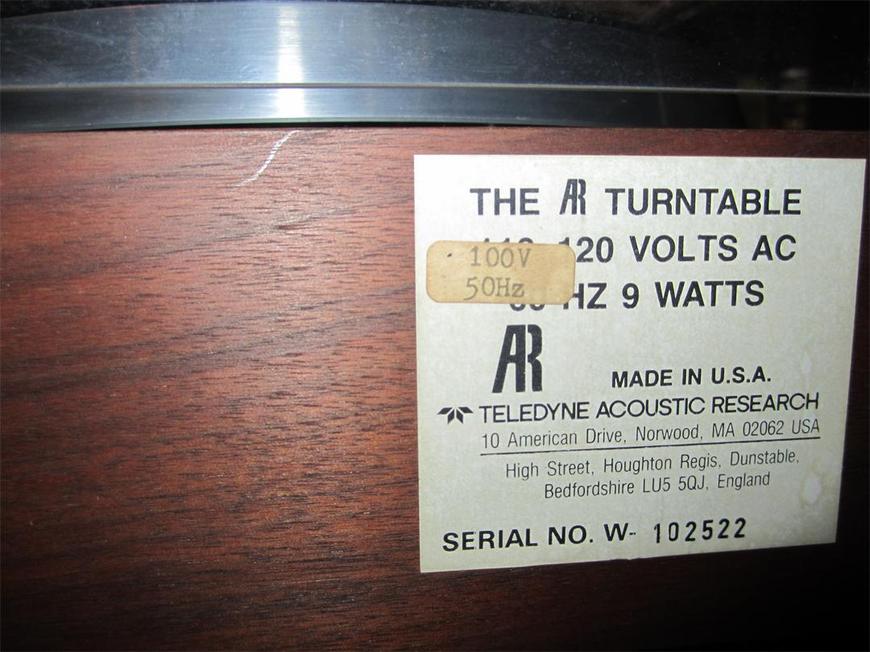 THE AR TURNTABLE
120 VOLTS AC
100V
50Hz
HZ 9 WATTS
AR
MADE IN U.S.A.
TELEDYNE ACOUSTIC RESEARCH
10 American Drive, Norwood, MA 02062 USA
High Street, Houghton Regis, Dunstable,
Bedfordshire LU5 5QJ, England
SERIAL NO. W- 102522